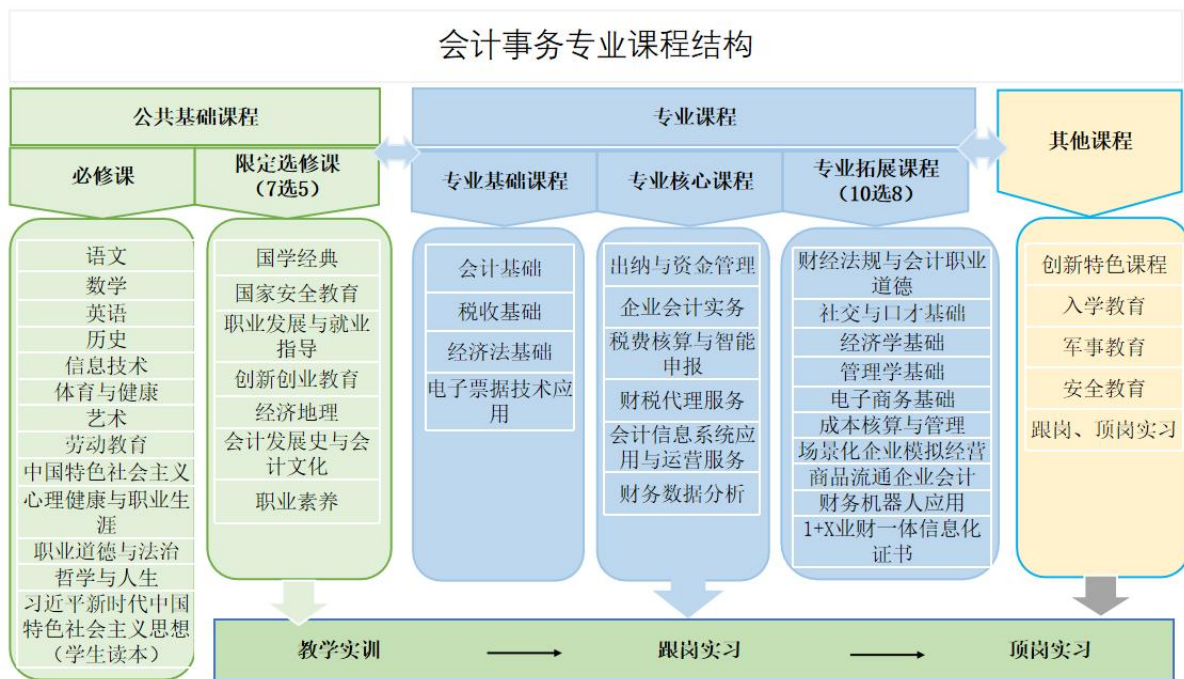 会计事务专业课程结构
公共基础课程
必修课
限定选修课
（7选5）
语文
数学
英语
历史
信息技术
体育与健康
艺术
劳动教育
中国特色社会主义
心理健康与职业生
涯
职业道德与法治
哲学与人生
习近平新时代中国
特色社会主义思想
（学生读本）
国学经典
国家安全教育
职业发展与就业
指导
创新创业教育
经济地理
会计发展史与会
计文化
职业素养
专业课程
专业基础课程
专业核心课程
专业拓展课程
（10选8）
会计基础
税收基础
经济法基础
电子票据技术应
用
出纳与资金管理
企业会计实务
税费核算与智能
申报
财税代理服务
会计信息系统应
用与运营服务
财务数据分析
财经法规与会计职业
道德
社交与口才基础
经济学基础
管理学基础
电子商务基础
成本核算与管理
场景化企业模拟经营
商品流通企业会计
财务机器人应用
1+X业财一体信息化
证书
其他课程
创新特色课程
入学教育
军事教育
安全教育
跟岗、顶岗实习
教学实训
跟岗实习
顶岗实习